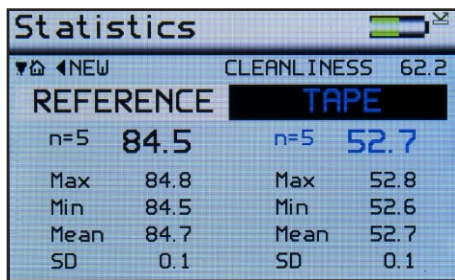 Statistics
NEW CLEANLINESS 62.2
REFERENCE TAPE
n=5 84.5 n=5 52.7
Max 84.8 Max 52.8
Min 84.5 Min 52.6
Mean 84.7 Mean 52.7
SD 0.1 SD 0.1